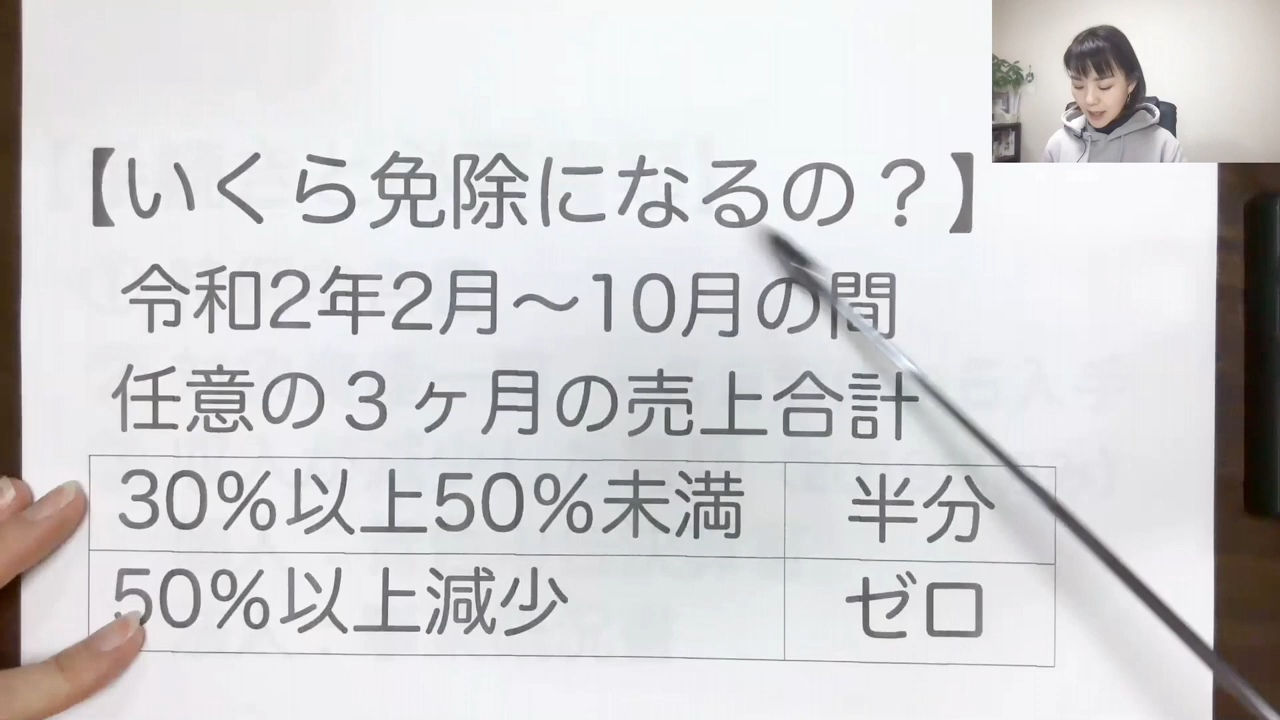 【いくら免除になるの？】
令和2年2月～10月の間
任意の３ヶ月の売上合計
30%以上50%未満 半分
50%以上減少 ゼロ